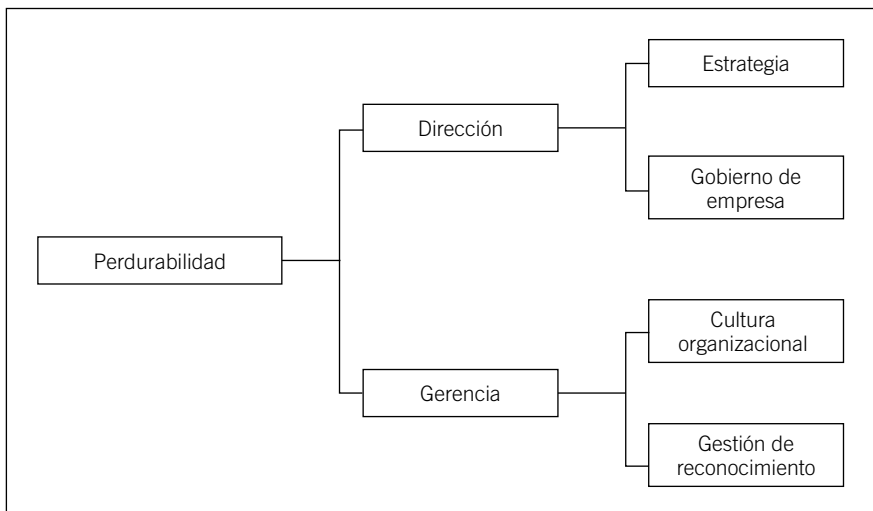 Perdurabilidad
Dirección
Estrategia
Gobierno de
empresa
Gerencia
Cultura
organizacional
Gestión de
reconocimiento